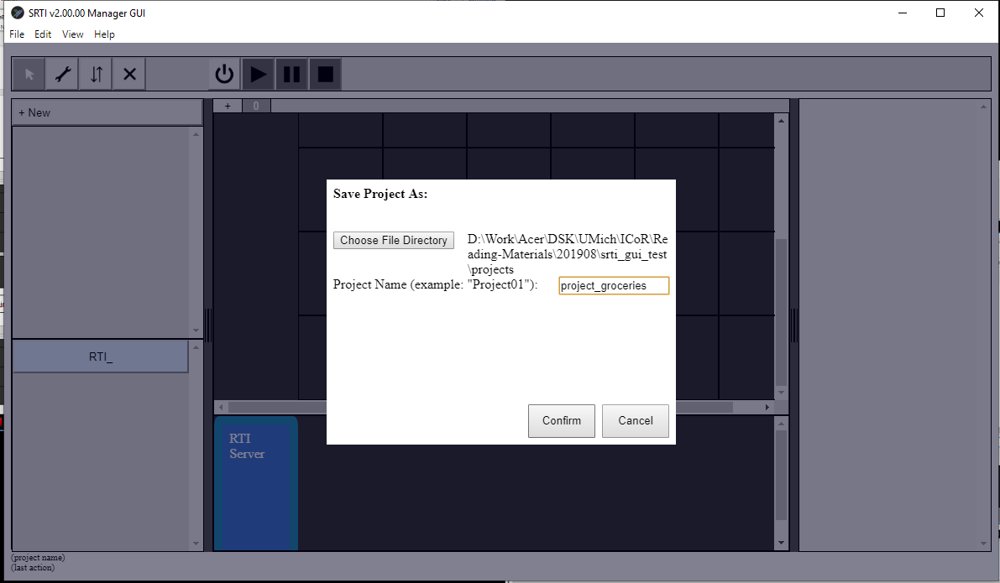 SRTI v2.00.00 Manager GUI
File Edit View Help
+ New
+ 0
Save Project As:
Choose File Directory
D:\Work\Acer\DSK\UMich\ICoR\Re
ading-Materials\201908\srti_gui_test
\projects
Project Name (example: "Project01"):
project_groceries
RTI_
Confirm Cancel
RTI
Server
(project name)
(last action)